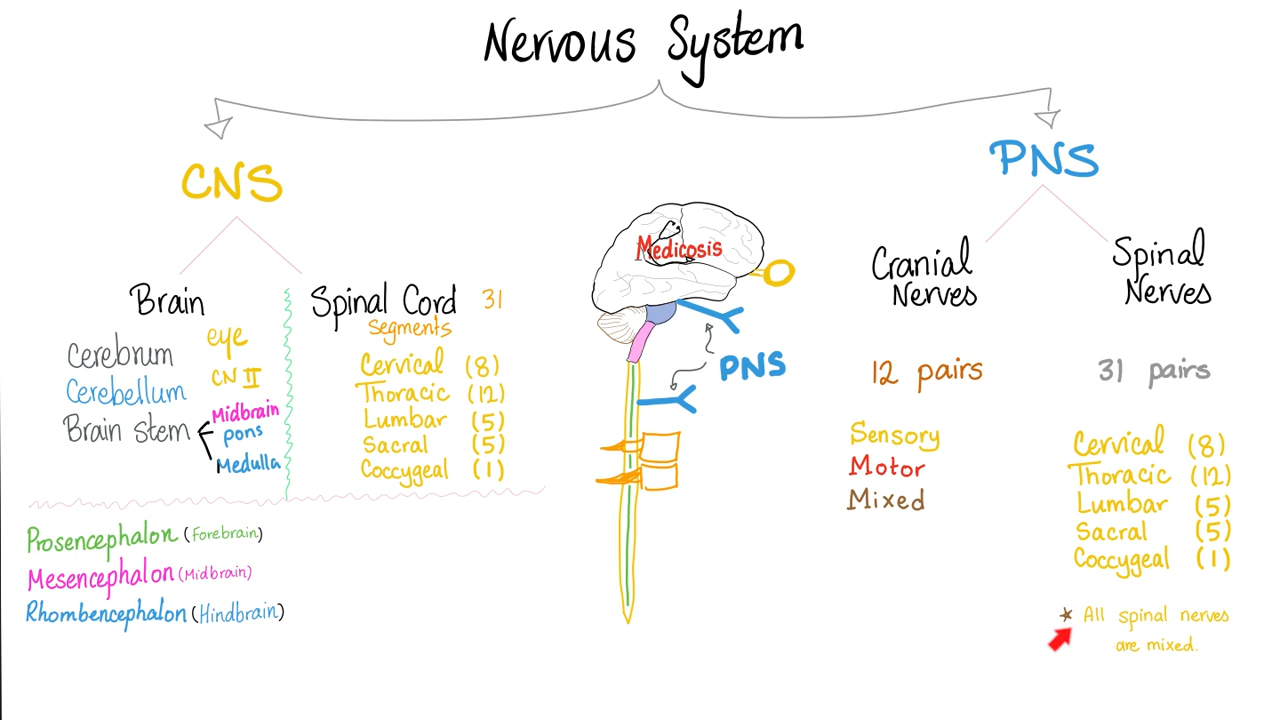 Nervous System
CNS
Brain
Cerebrum
Cerebellum
Brain stem
eye
CN II
Midbrain
pons
Medulla
Spinal Cord 31
Segments
Cervical (8)
Thoracic (12)
Lumbar (5)
Sacral (5)
Coccygeal (1)
Prosencephalon (Forebrain)
Mesencephalon (Midbrain)
Rhombencephalon (Hindbrain)
Medicosis
PNS
PNS
Cranial
Nerves
12 pairs
Sensory
Motor
Mixed
Spinal
Nerves
31 pairs
Cervical (8)
Thoracic (12)
Lumbar (5)
Sacral (5)
Coccygeal (1)
* All spinal nerves
are mixed.